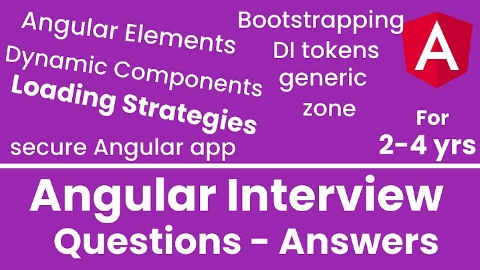 Angular Elements
Dynamic Components
Loading Strategies
secure Angular app
Bootstrapping
DI tokens
generic
zone
A
For
2-4 yrs
Angular Interview
Questions - Answers